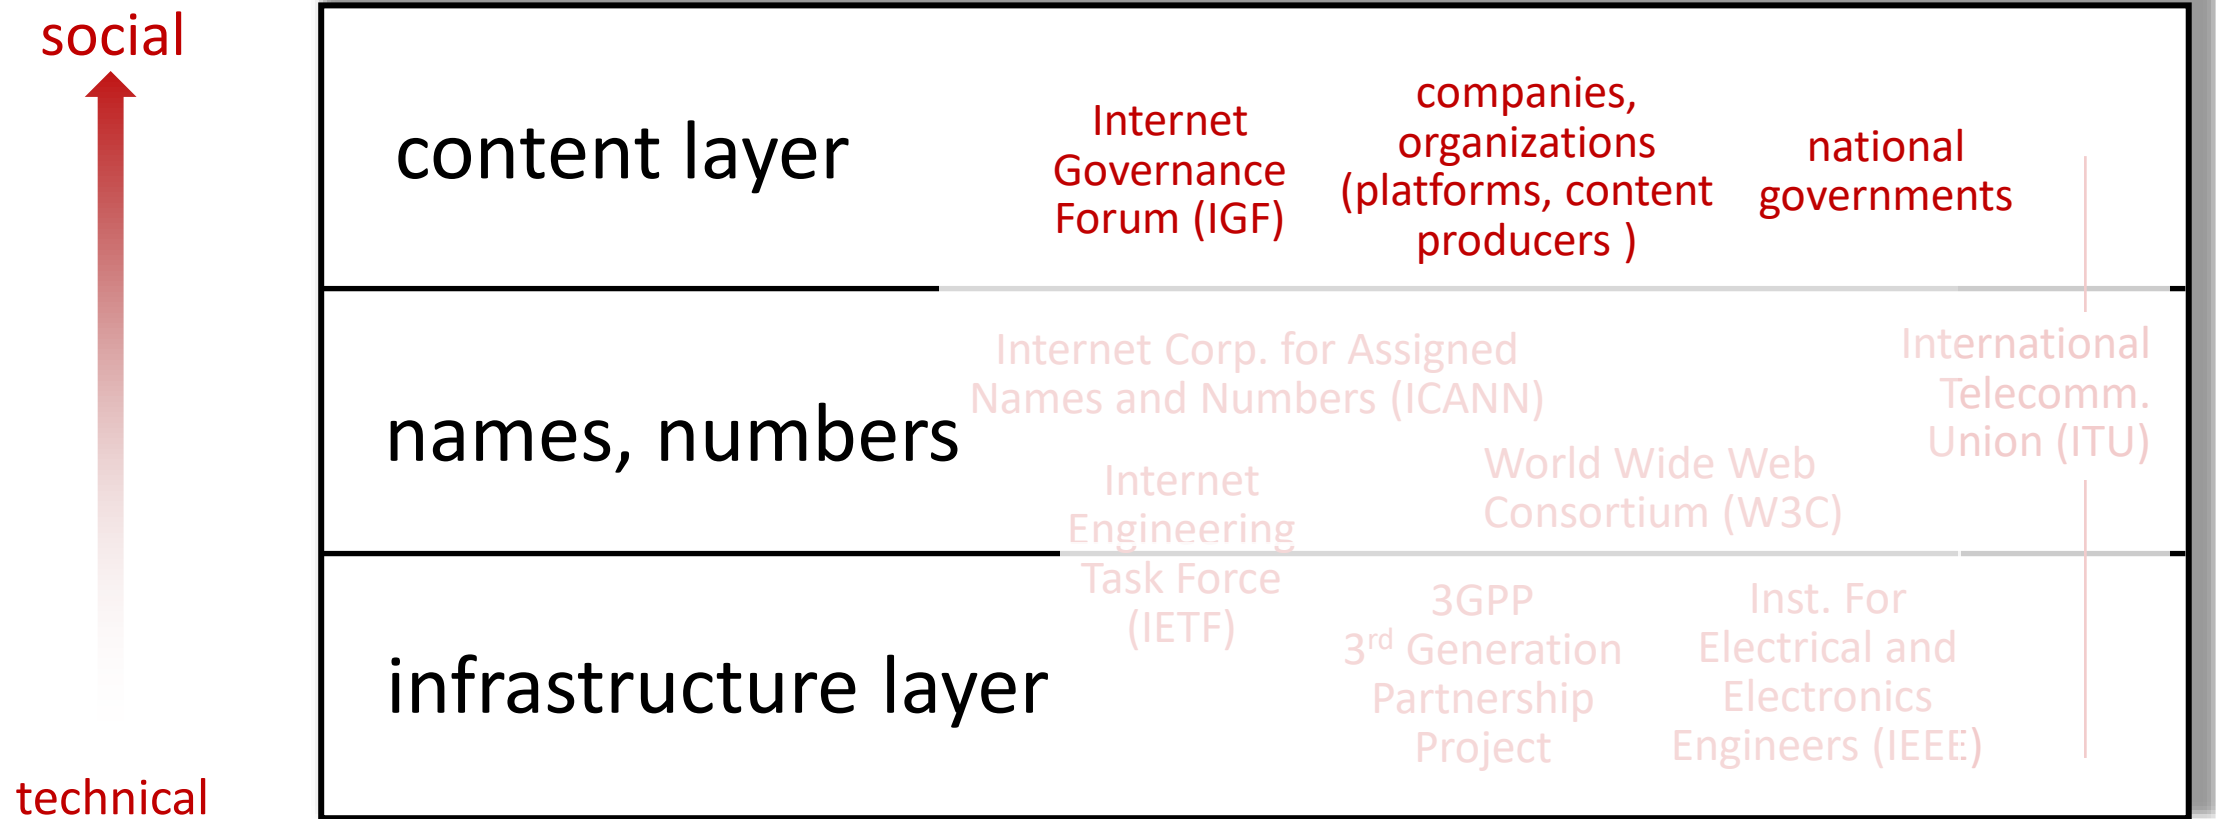 social
content layer
Internet
Governance
Forum (IGF)
companies,
organizations
(platforms, content
producers )
national
governments
names, numbers
Internet Corp. for Assigned
Names and Numbers (ICANN)
International
Telecomm.
Union (ITU)
World Wide Web
Consortium (W3C)
Internet
Engineering
Task Force
(IETF)
infrastructure layer
3GPP
3rd Generation
Partnership
Project
Inst. For
Electrical and
Electronics
Engineers (IEEE)
technical